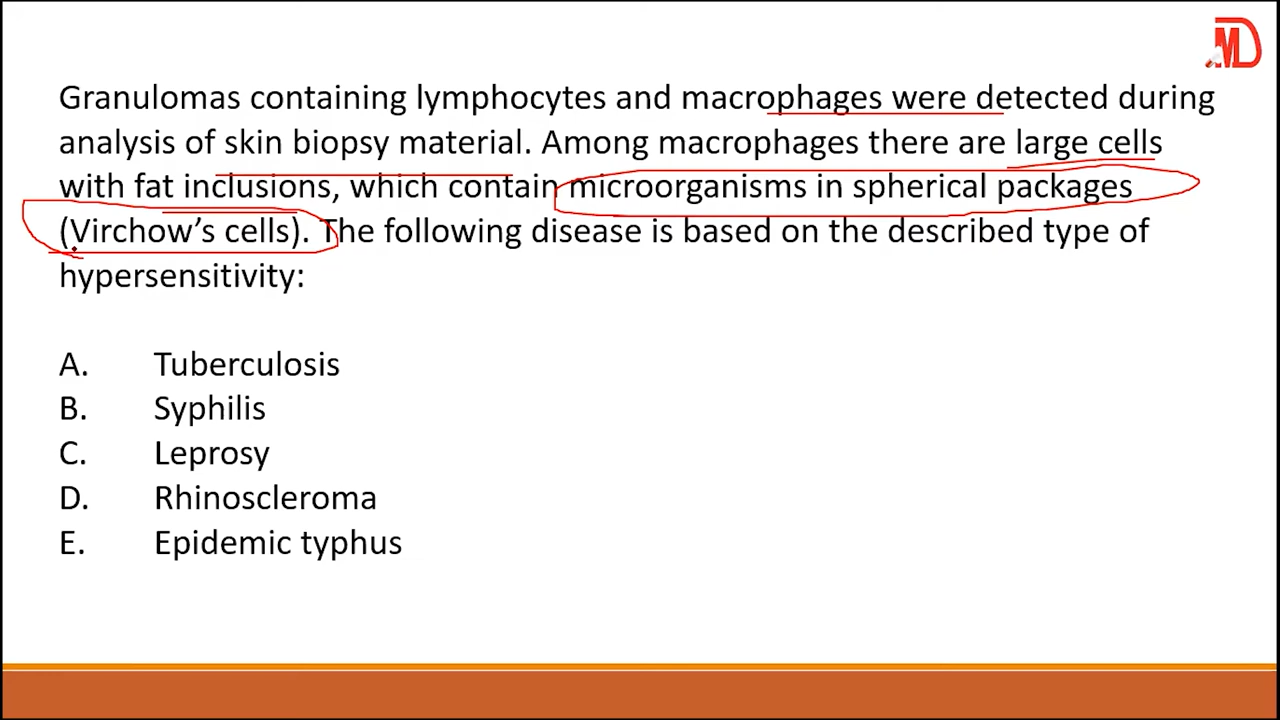 MD
Granulomas containing lymphocytes and macrophages were detected during
analysis of skin biopsy material. Among macrophages there are large cells
with fat inclusions, which contain microorganisms in spherical packages
(Virchow’s cells). The following disease is based on the described type of
hypersensitivity:
A. Tuberculosis
B. Syphilis
C. Leprosy
D. Rhinoscleroma
E. Epidemic typhus